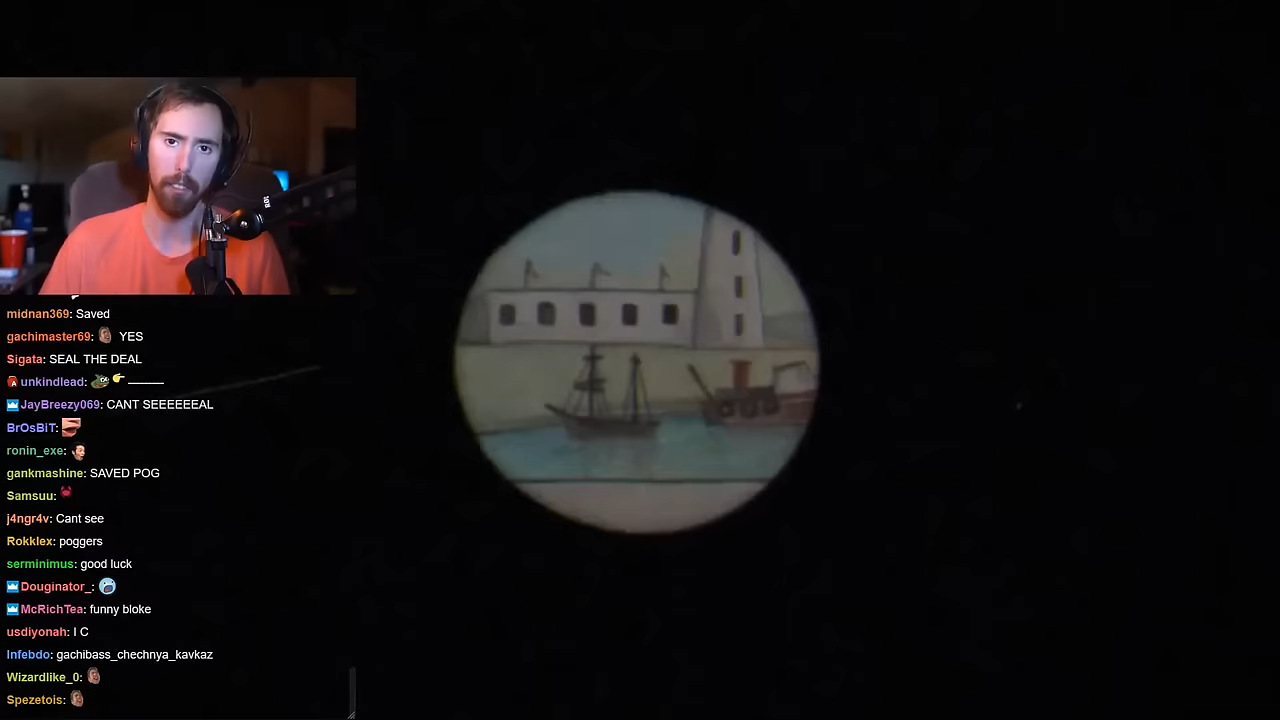 midnan369: Saved
gachimaster69: YES
Sigata: SEAL THE DEAL
unkindlead:
JayBreezy069: CANT SEEEEEEAL
BrOsBiT:
ronin_exe:
gankmashine: SAVED POG
Samsuu:
j4ngr4v: Cant see
Rokklex: poggers
serminimus: good luck
Douginator_:
McRichTea: funny bloke
usdiyonah: I C
Infebdo: gachibass_chechnya_kavkaz
Wizardlike_0:
Spezetois: